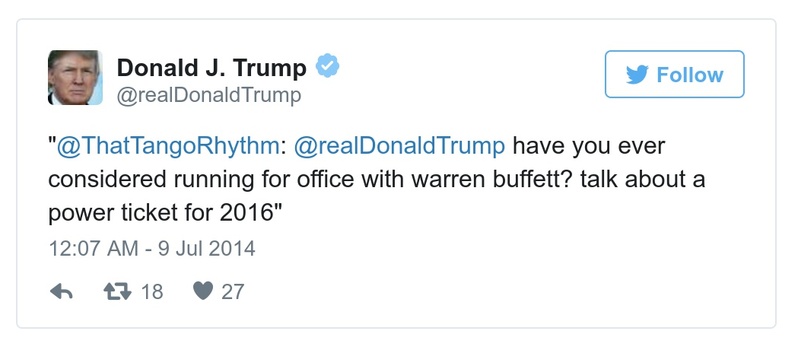 Donald J. Trump
@realDonaldTrump
Follow
"@ThatTangoRhythm: @realDonaldTrump have you ever
considered running for office with warren buffett? talk about a
power ticket for 2016"
12:07 AM - 9 Jul 2014
18 27